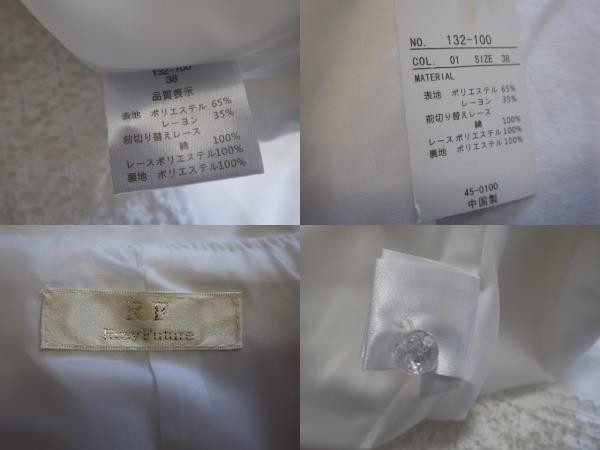 132-100
38
品質表示
表地 ポリエステル 65%
レーヨン 35%
前切り替えレース
綿 100%
レースポリエステル100%
裏地 ポリエステル100%
NO. 132-100
COL. 01 SIZE 38
MATERIAL
表地 ポリエステル 65%
レーヨン 35%
前切り替えレース
綿 100%
レースポリエステル100%
裏地 ポリエステル100%
45-0100
中国製
R F
RosyFuture